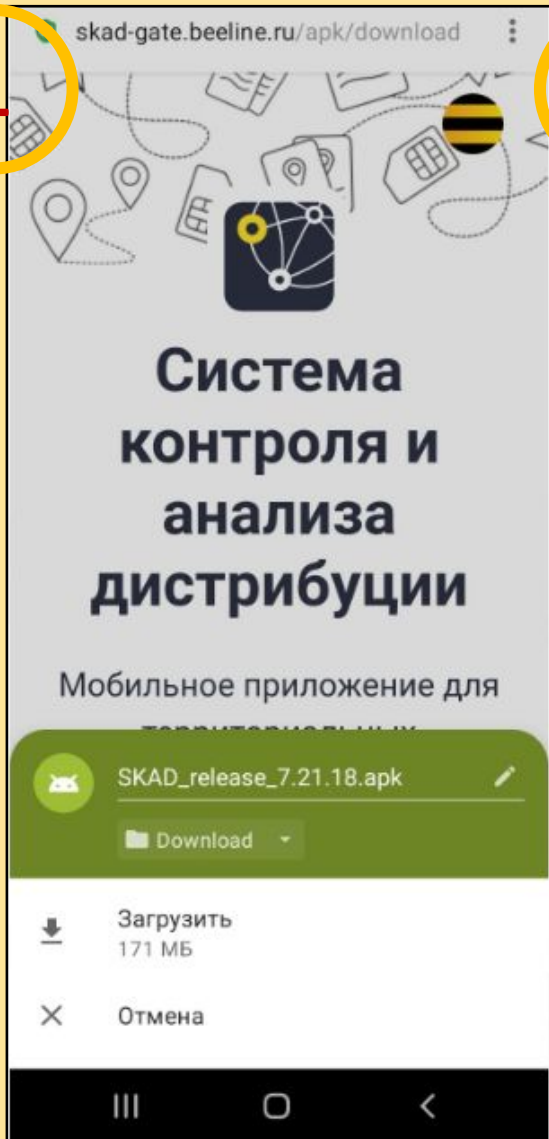 skad-gate.beeline.ru/apk/download
Система
контроля и
анализа
дистрибуции
Мобильное приложение для
территориальных
SKAD_release_7.21.18.apk
Download
Загрузить
171 МБ
Отмена